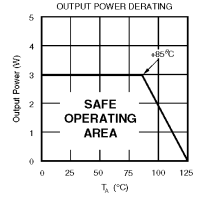 OUTPUT POWER DERATING
5
4
3
2
1
0
Output Power (W)
+85°C
SAFE
OPERATING
AREA
0 25 50 75 100 125
TA (°C)